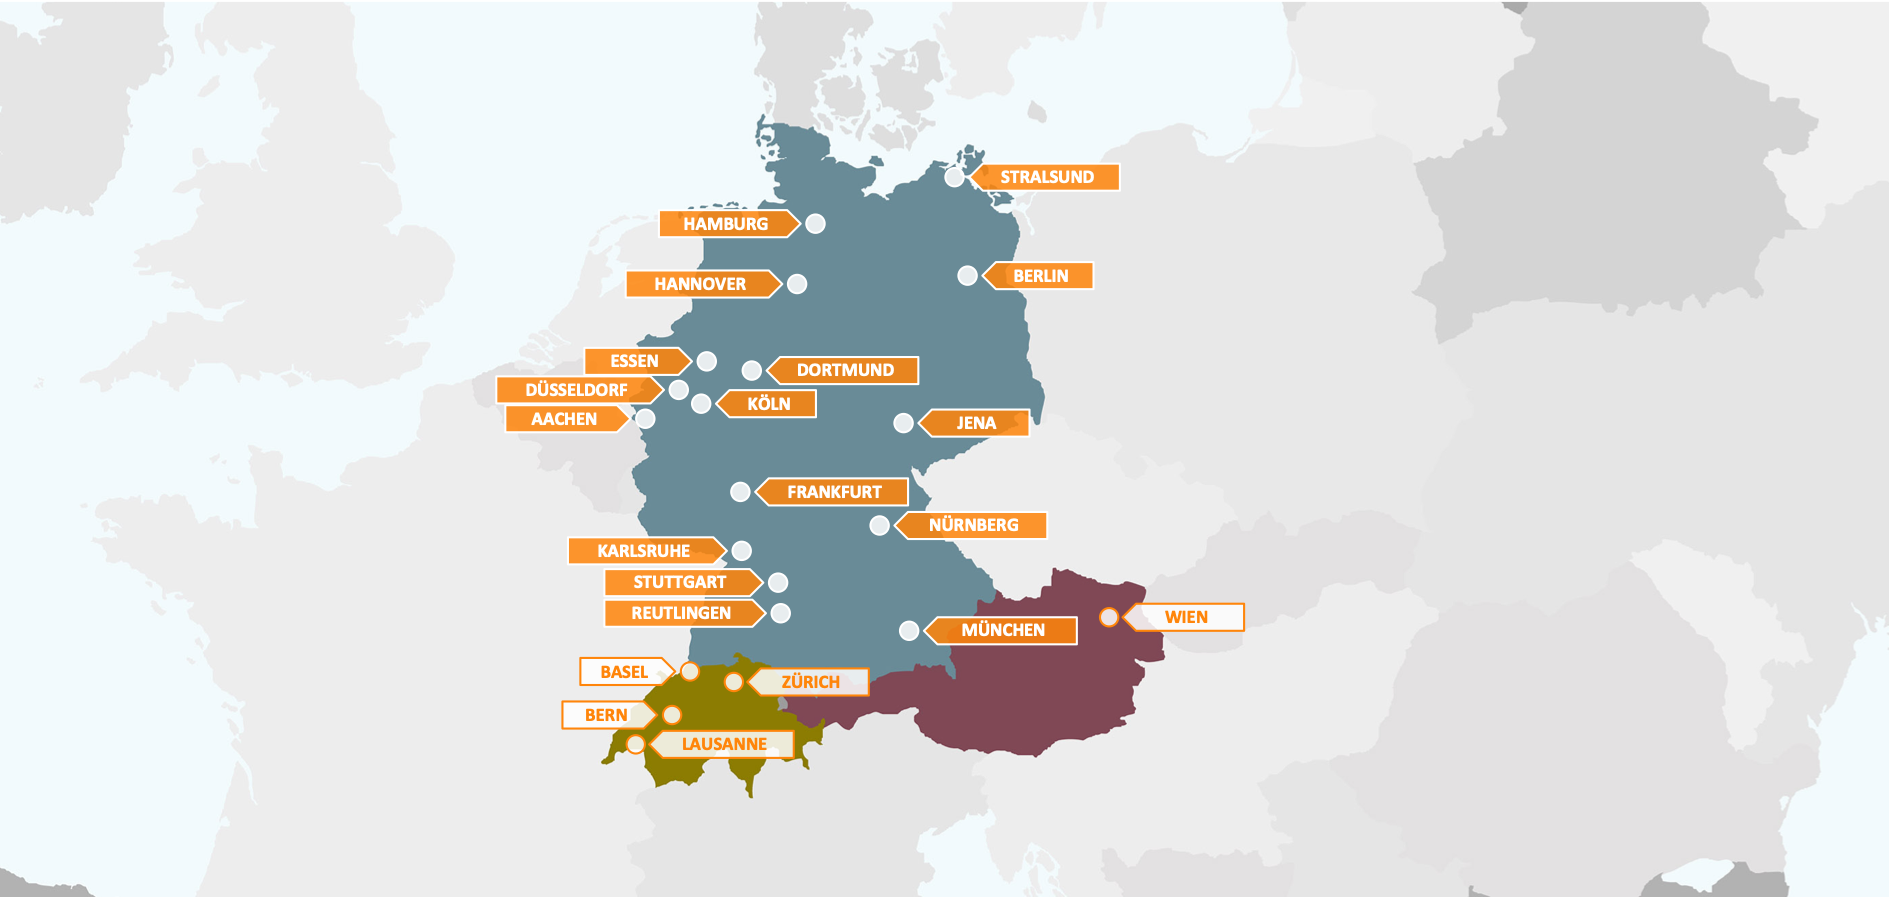 STRALSUND
HAMBURG
BERLIN
HANNOVER
ESSEN
DORTMUND
DÜSSELDORF
KÖLN
AACHEN
JENA
FRANKFURT
NÜRNBERG
KARLSRUHE
STUTTGART
REUTLINGEN
WIEN
MÜNCHEN
BASEL
ZÜRICH
BERN
LAUSANNE